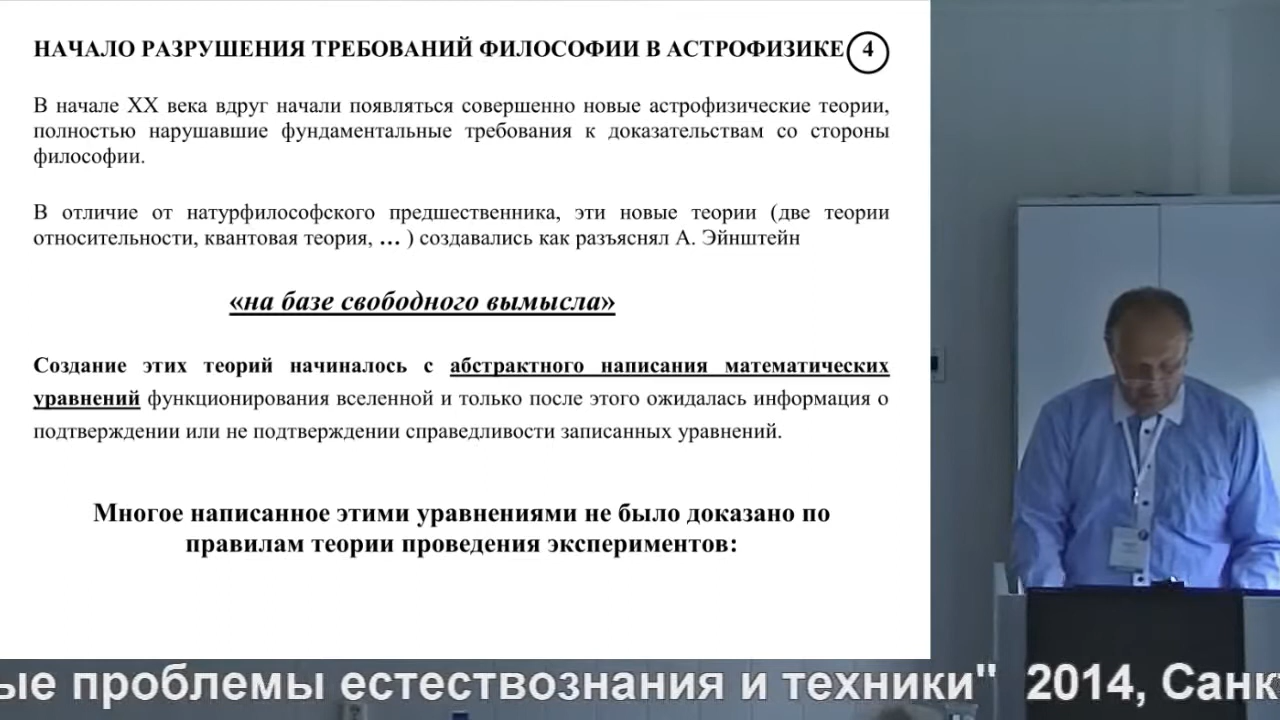 НАЧАЛО РАЗРУШЕНИЯ ТРЕБОВАНИЙ ФИЛОСОФИИ В АСТРОФИЗИКЕ 4
В начале XX века вдруг начали появляться совершенно новые астрофизические теории,
полностью нарушавшие фундаментальные требования к доказательствам со стороны
философии.
В отличие от натурфилософского предшественника, эти новые теории (две теории
относительности, квантовая теория, ... ) создавались как разъяснял А. Эйнштейн
«на базе свободного вымысла»
Создание этих теорий начиналось с абстрактного написания математических
уравнений функционирования вселенной и только после этого ожидалась информация о
подтверждении или не подтверждении справедливости записанных уравнений.
Многое написанное этими уравнениями не было доказано по
правилам теории проведения экспериментов:
ые проблемы естествознания и техники" 2014, Санк